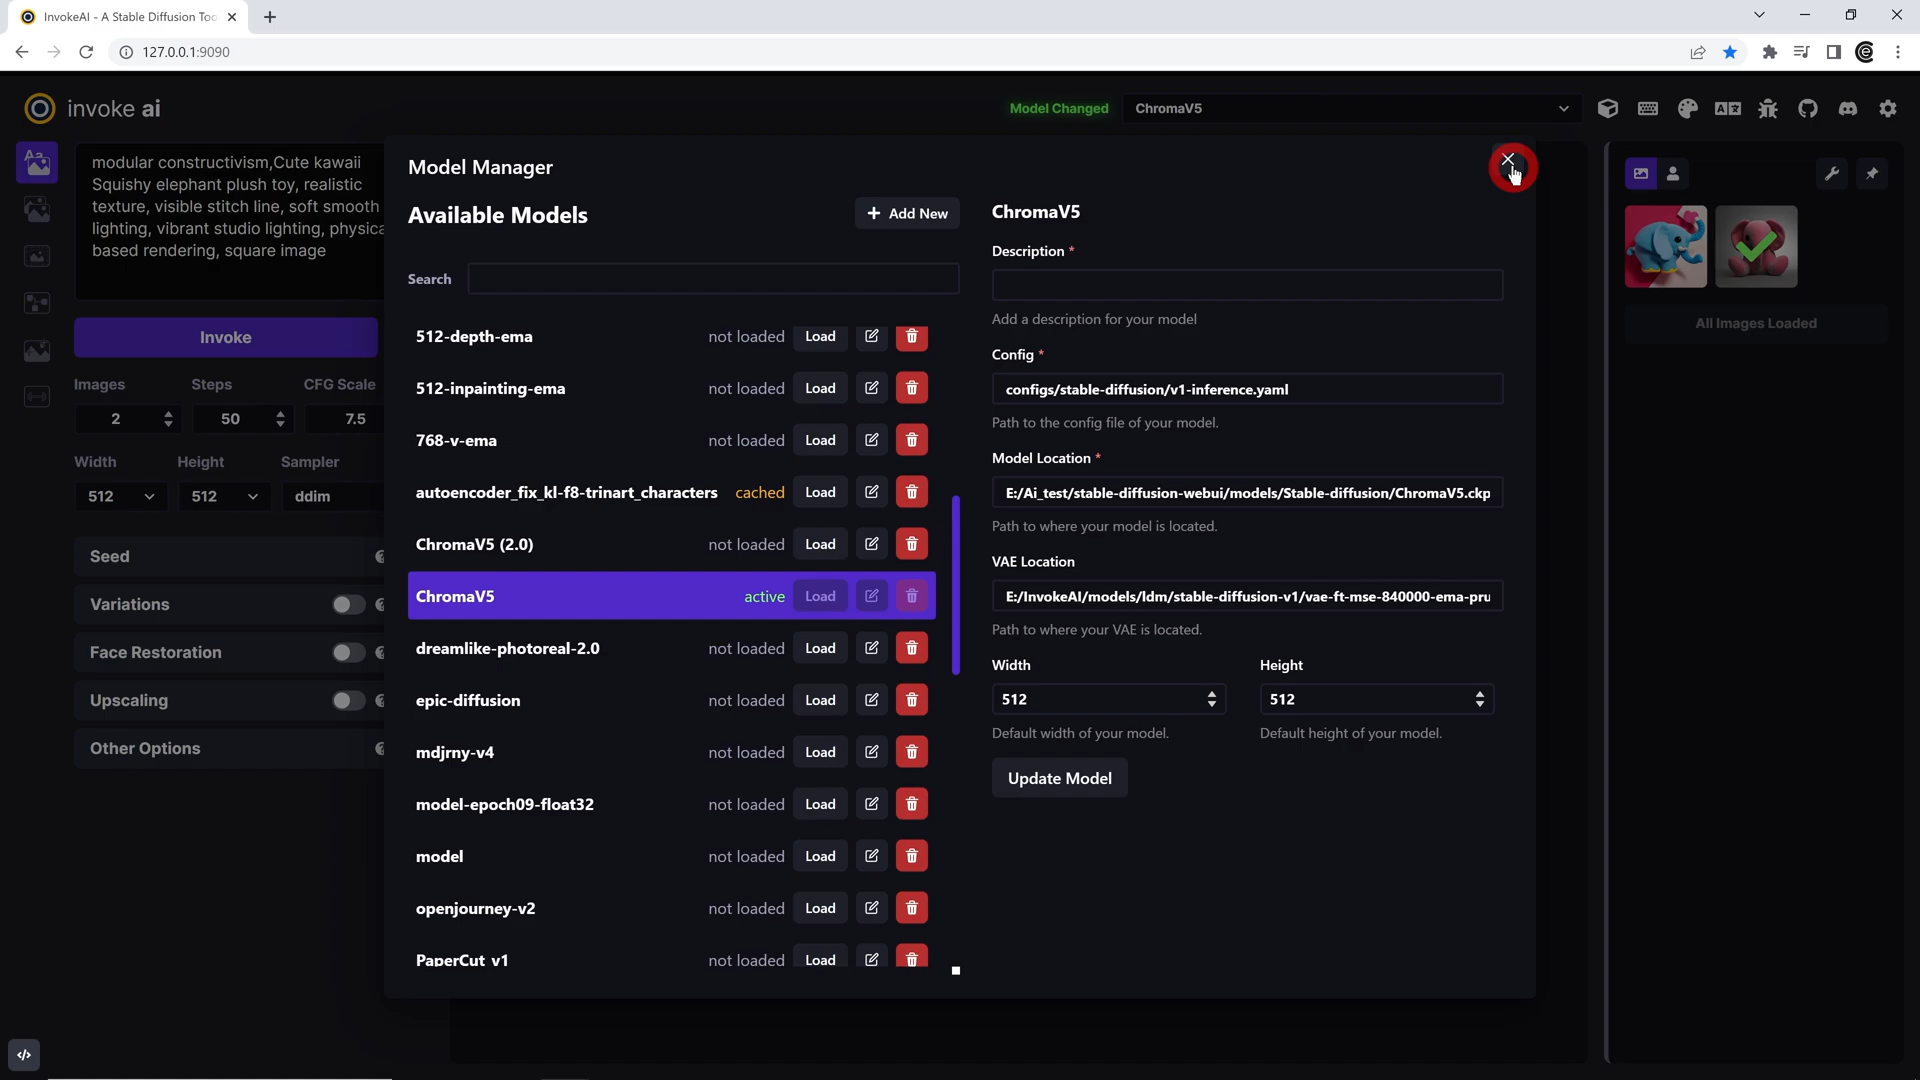 InvokeAI - A Stable Diffusion Too
127.0.0.1:9090
invoke ai
Model Changed
ChromaV5
modular constructivism,Cute kawaii
Squishy elephant plush toy, realistic
texture, visible stitch line, soft smooth
lighting, vibrant studio lighting, physica
based rendering, square image
Invoke
Images
Steps
CFG Scale
2
50
7.5
Width
Height
Sampler
512
512
ddim
Seed
Variations
Face Restoration
Upscaling
Other Options
Model Manager
Available Models
+ Add New
Search
512-depth-ema not loaded Load
512-inpainting-ema not loaded Load
768-v-ema not loaded Load
autoencoder_fix_kl-f8-trinart_characters cached Load
ChromaV5 (2.0) not loaded Load
ChromaV5 active Load
dreamlike-photoreal-2.0 not loaded Load
epic-diffusion not loaded Load
mdjrny-v4 not loaded Load
model-epoch09-float32 not loaded Load
model not loaded Load
openjourney-v2 not loaded Load
PaperCut_v1 not loaded Load
ChromaV5
Description *
Add a description for your model
Config *
configs/stable-diffusion/v1-inference.yaml
Path to the config file of your model.
Model Location *
E:/Ai_test/stable-diffusion-webui/models/Stable-diffusion/ChromaV5.ckp
Path to where your model is located.
VAE Location
E:/InvokeAI/models/ldm/stable-diffusion-v1/vae-ft-mse-840000-ema-pru
Path to where your VAE is located.
Width
Height
512
512
Default width of your model.
Default height of your model.
Update Model
All Images Loaded